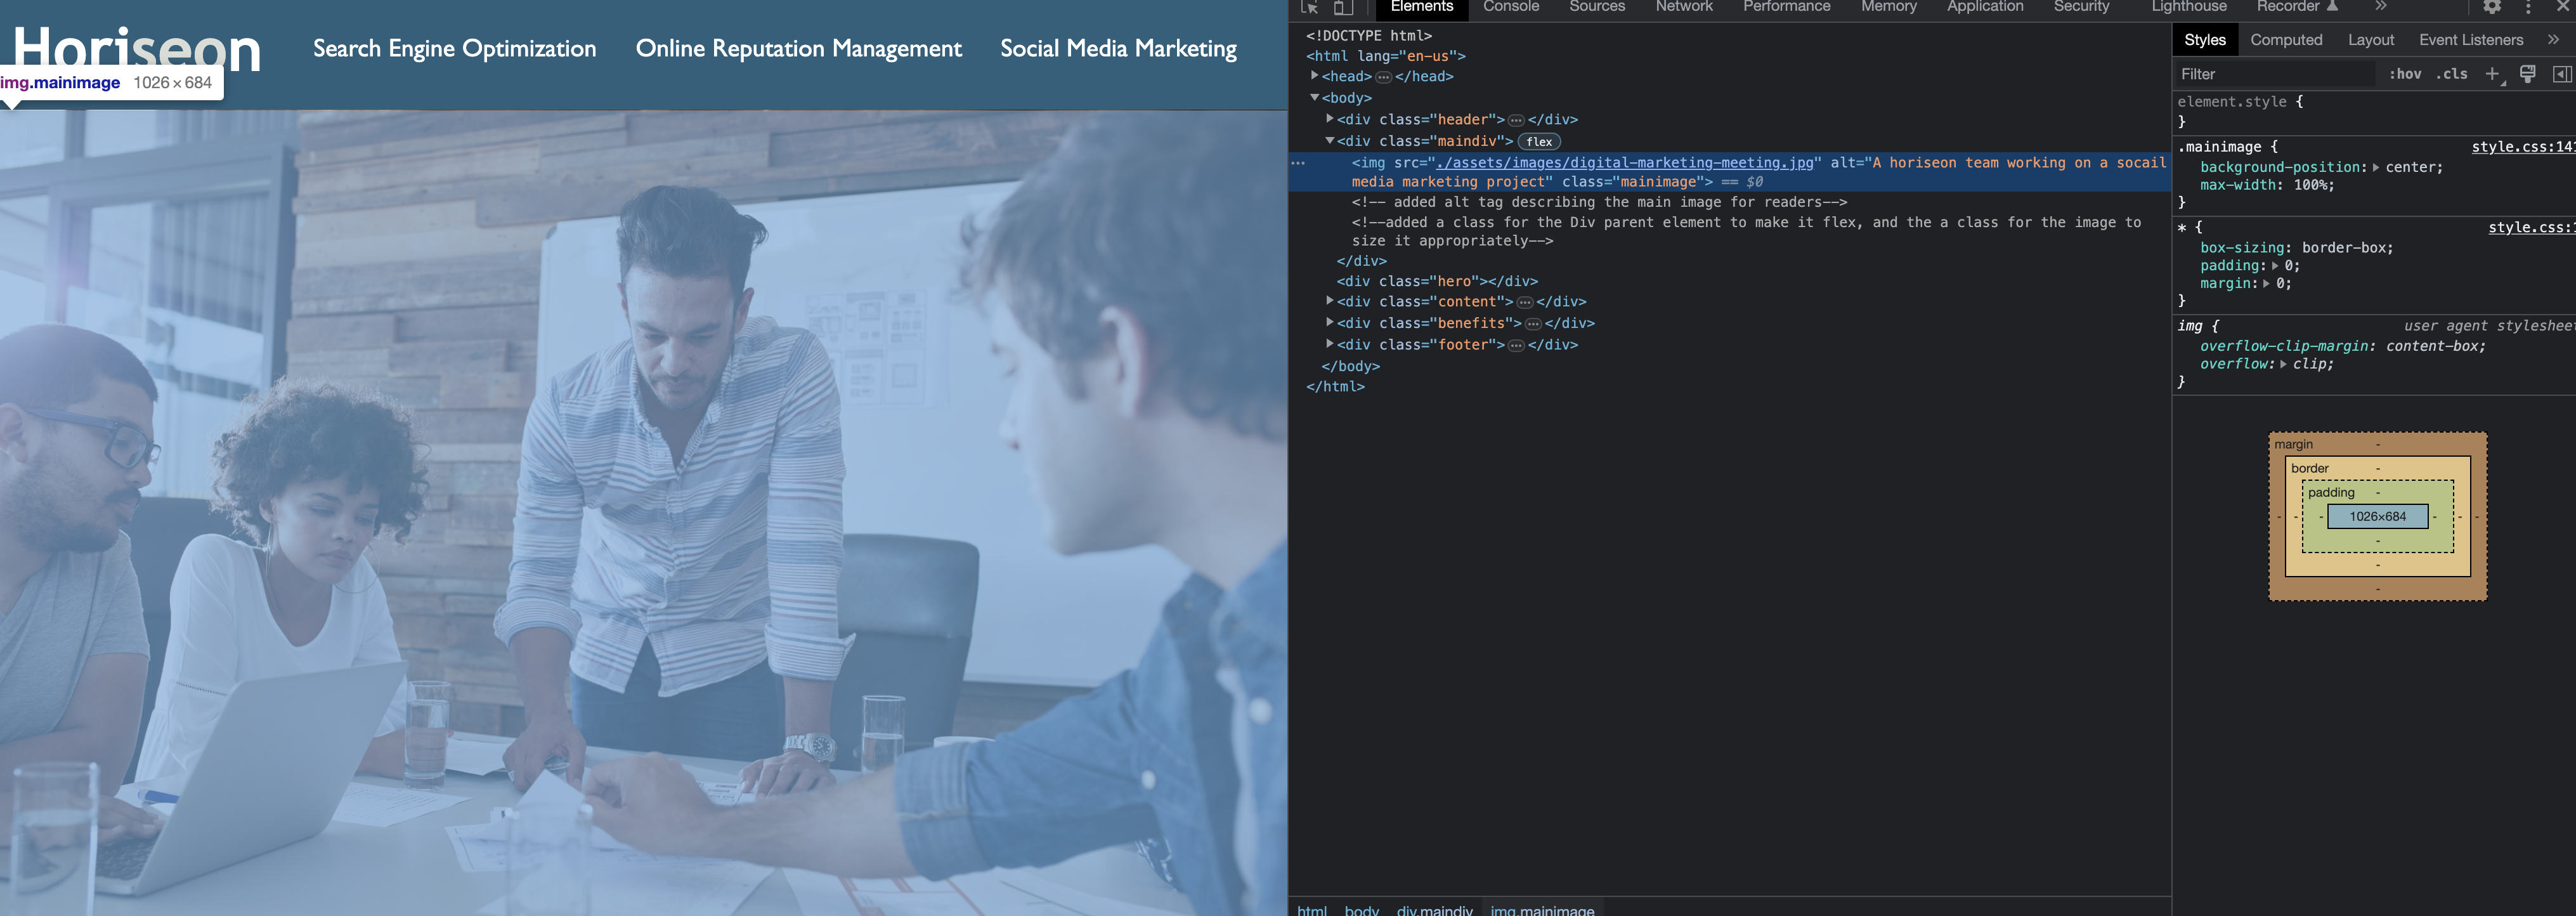 Horiseon
Search Engine Optimization
Online Reputation Management
Social Media Marketing
img.mainimage 1026 × 684
Elements Console Sources Network Performance Memory Application Security Lighthouse Recorder
<!DOCTYPE html>
<html lang="en-us">
<head>…</head>
<body>
<div class="header">…</div>
<div class="maindiv"> flex
<img src="./assets/images/digital-marketing-meeting.jpg" alt="A horiseon team working on a socail
media marketing project" class="mainimage"> == $0
<!-- added alt tag describing the main image for readers-->
<!--added a class for the Div parent element to make it flex, and the a class for the image to
size it appropriately-->
</div>
<div class="hero"></div>
<div class="content">…</div>
<div class="benefits">…</div>
<div class="footer">…</div>
</body>
</html>
html body div.maindiv img.mainimage
Styles Computed Layout Event Listeners
Filter :hov .cls
element.style {
}
.mainimage { style.css:141
background-position: center;
max-width: 100%;
}
* { style.css:1
box-sizing: border-box;
padding: 0;
margin: 0;
}
img { user agent stylesheet
overflow-clip-margin: content-box;
overflow: clip;
}
margin -
border -
padding -
- - - 1026×684 - - -
-
-
-